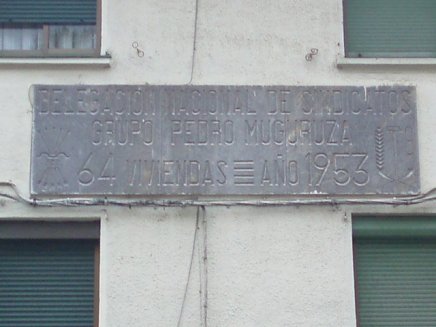 DELEGACIÓN NACIONAL DE SINDICATOS
GRUPO PEDRO MUGURUZA
64 VIVIENDAS AÑO 1953